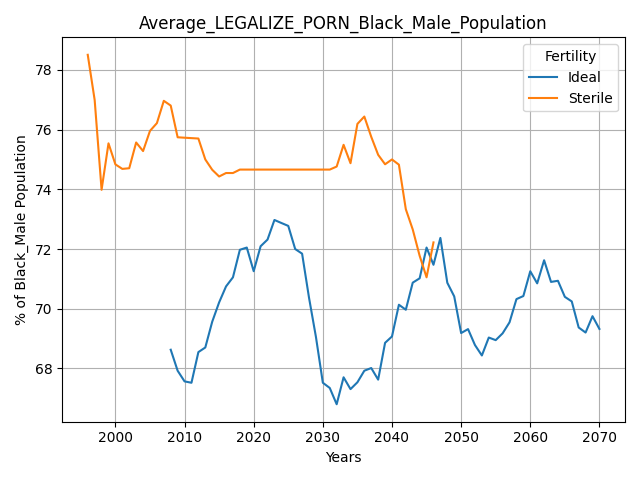 Average_LEGALIZE_PORN_Black_Male_Population
Fertility
Ideal
Sterile
% of Black_Male Population
78
76
74
72
70
68
2000 2010 2020 2030 2040 2050 2060 2070
Years